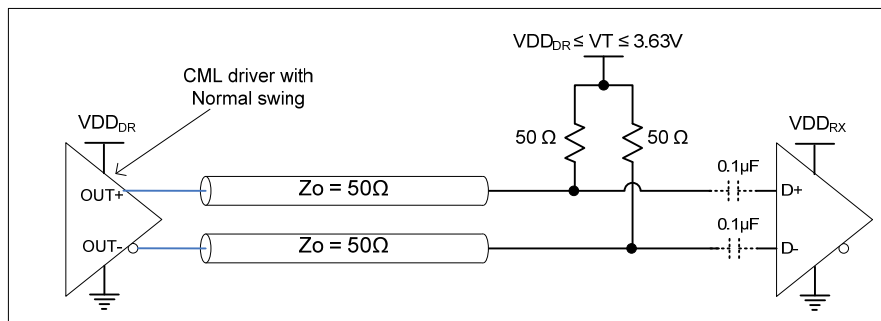 VDD_DR ≤ VT ≤ 3.63V
CML driver with
Normal swing
VDD_DR
50 Ω
50 Ω
VDD_RX
0.1µF
OUT+
Zo = 50Ω
D+
0.1µF
OUT-
Zo = 50Ω
D-